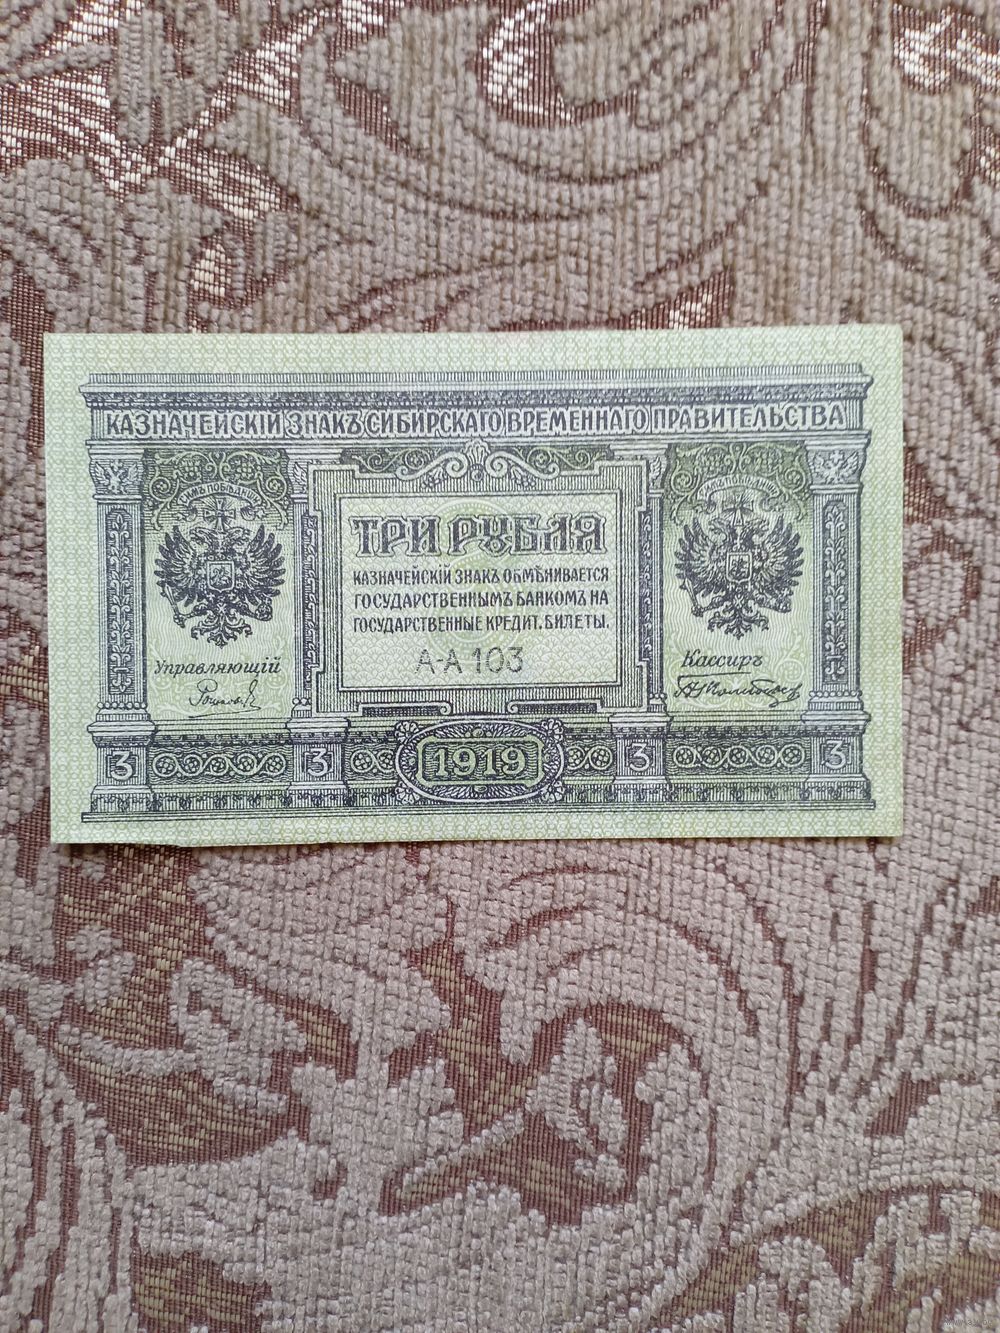 КАЗНАЧЕЙСКІЙ ЗНАКЪ СИБИРСКАГО ВРЕМЕННАГО ПРАВИТЕЛЬСТВА
ТРИ РУБЛЯ
КАЗНАЧЕЙСКІЙ ЗНАКЪ ОБМѢНИВАЕТСЯ
ГОСУДАРСТВЕННЫМЪ БАНКОМЪ НА
ГОСУДАРСТВЕННЫЕ КРЕДИТ. БИЛЕТЫ.
А-А 103
Управляющій
Кассиръ
3 3 1919 3 3